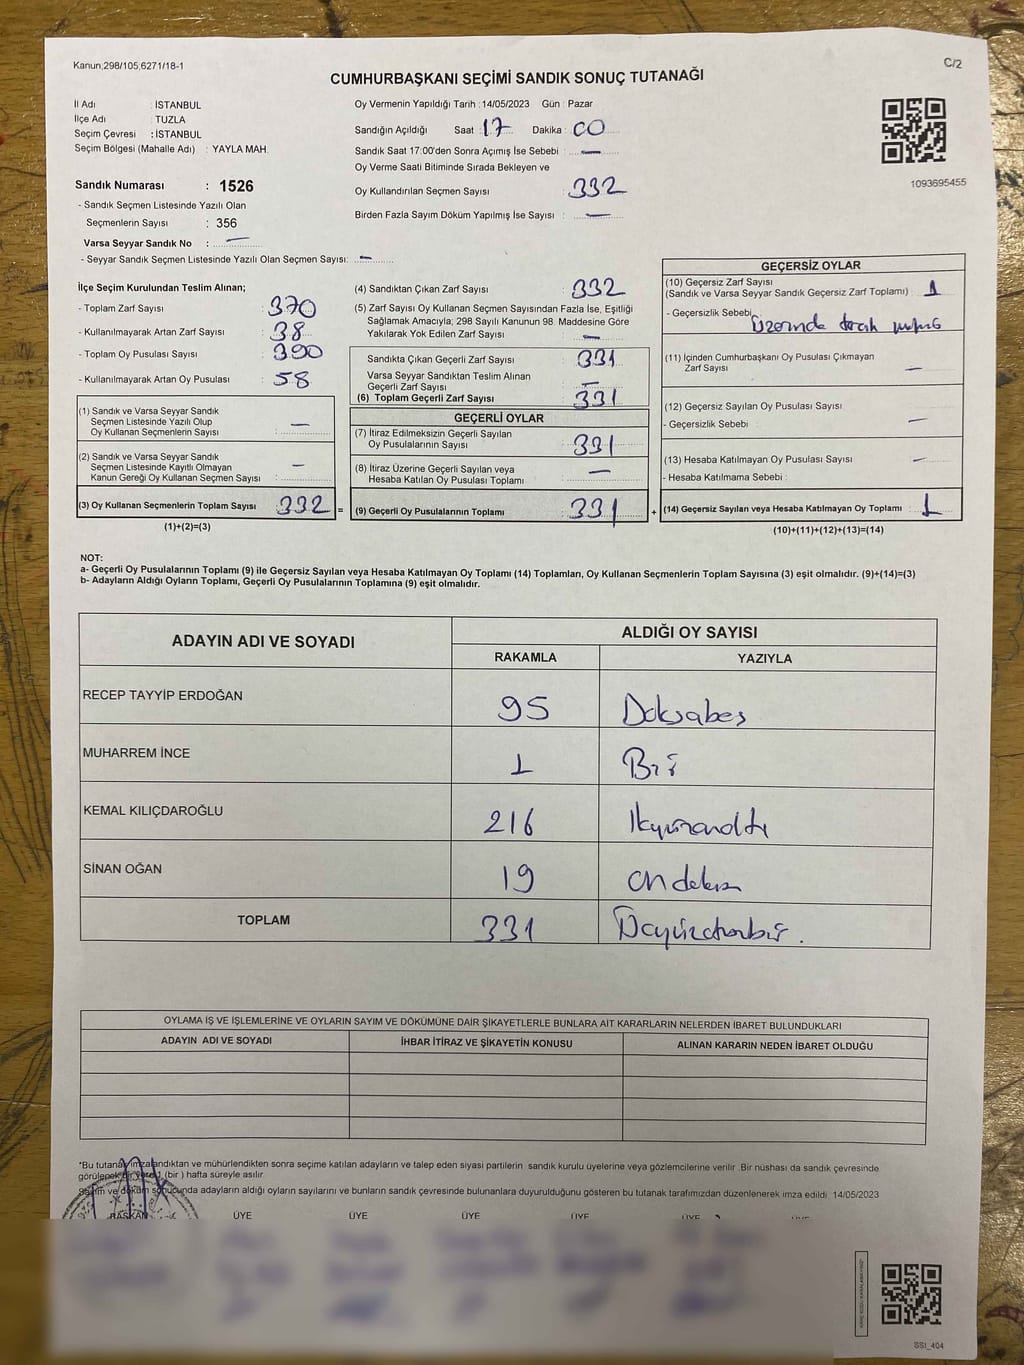 Kanun;298/105;6271/18-1
C/2
CUMHURBAŞKANI SEÇİMİ SANDIK SONUÇ TUTANAĞI
İl Adı : İSTANBUL
İlçe Adı : TUZLA
Seçim Çevresi : İSTANBUL
Seçim Bölgesi (Mahalle Adı) : YAYLA MAH.
Sandık Numarası : 1526
- Sandık Seçmen Listesinde Yazılı Olan
Seçmenlerin Sayısı : 356
Varsa Seyyar Sandık No : —
- Seyyar Sandık Seçmen Listesinde Yazılı Olan Seçmen Sayısı: —
Oy Vermenin Yapıldığı Tarih : 14/05/2023 Gün : Pazar
Sandığın Açıldığı Saat : 17 Dakika : 00
Sandık Saat 17:00'den Sonra Açımış İse Sebebi : —
Oy Verme Saati Bitiminde Sırada Bekleyen ve
Oy Kullandırılan Seçmen Sayısı : 332
Birden Fazla Sayım Döküm Yapılmış İse Sayısı : —
1093695455
İlçe Seçim Kurulundan Teslim Alınan;
- Toplam Zarf Sayısı : 370
- Kullanılmayarak Artan Zarf Sayısı : 38
- Toplam Oy Pusulası Sayısı : 390
- Kullanılmayarak Artan Oy Pusulası : 58
(1) Sandık ve Varsa Seyyar Sandık
Seçmen Listesinde Yazılı Olup
Oy Kullanan Seçmenlerin Sayısı : —
(2) Sandık ve Varsa Seyyar Sandık
Seçmen Listesinde Kayıtlı Olmayan
Kanun Gereği Oy Kullanan Seçmen Sayısı : —
(3) Oy Kullanan Seçmenlerin Toplam Sayısı : 332 =
(1)+(2)=(3)
(4) Sandıktan Çıkan Zarf Sayısı : 332
(5) Zarf Sayısı Oy Kullanan Seçmen Sayısından Fazla İse, Eşitliği
Sağlamak Amacıyla; 298 Sayılı Kanunun 98. Maddesine Göre
Yakılarak Yok Edilen Zarf Sayısı : —
Sandıkta Çıkan Geçerli Zarf Sayısı : 331
Varsa Seyyar Sandıktan Teslim Alınan
Geçerli Zarf Sayısı : —
(6) Toplam Geçerli Zarf Sayısı : 331
GEÇERLİ OYLAR
(7) İtiraz Edilmeksizin Geçerli Sayılan
Oy Pusulalarının Sayısı : 331
(8) İtiraz Üzerine Geçerli Sayılan veya
Hesaba Katılan Oy Pusulası Toplamı : —
(9) Geçerli Oy Pusulalarının Toplamı : 331 +
GEÇERSİZ OYLAR
(10) Geçersiz Zarf Sayısı
(Sandık ve Varsa Seyyar Sandık Geçersiz Zarf Toplamı) : 1
- Geçersizlik Sebebi : Üzerinde
(11) İçinden Cumhurbaşkanı Oy Pusulası Çıkmayan
Zarf Sayısı : —
(12) Geçersiz Sayılan Oy Pusulası Sayısı :
- Geçersizlik Sebebi : —
(13) Hesaba Katılmayan Oy Pusulası Sayısı : —
- Hesaba Katılmama Sebebi :
(14) Geçersiz Sayılan veya Hesaba Katılmayan Oy Toplamı : 1
(10)+(11)+(12)+(13)=(14)
NOT:
a- Geçerli Oy Pusulalarının Toplamı (9) ile Geçersiz Sayılan veya Hesaba Katılmayan Oy Toplamı (14) Toplamları, Oy Kullanan Seçmenlerin Toplam Sayısına (3) eşit olmalıdır. (9)+(14)=(3)
b- Adayların Aldığı Oyların Toplamı, Geçerli Oy Pusulalarının Toplamına (9) eşit olmalıdır.
ADAYIN ADI VE SOYADI ALDIĞI OY SAYISI
RAKAMLA YAZIYLA
RECEP TAYYİP ERDOĞAN 95 Doksabeş
MUHARREM İNCE 1 Bir
KEMAL KILIÇDAROĞLU 216
SİNAN OĞAN 19
TOPLAM 331
OYLAMA İŞ VE İŞLEMLERİNE VE OYLARIN SAYIM VE DÖKÜMÜNE DAİR ŞİKAYETLERLE BUNLARA AİT KARARLARIN NELERDEN İBARET BULUNDUKLARI
ADAYIN ADI VE SOYADI İHBAR İTİRAZ VE ŞİKAYETİN KONUSU ALINAN KARARIN NEDEN İBARET OLDUĞU
*Bu tutanak imzalandıktan ve mühürlendikten sonra seçime katılan adayların ve talep eden siyasi partilerin sandık kurulu üyelerine veya gözlemcilerine verilir. Bir nüshası da sandık çevresinde
görülepek bir yere 1 (bir ) hafta süreyle asılır.
Sayım ve döküm sonucunda adayların aldığı oyların sayılarını ve bunların sandık çevresinde bulunanlara duyurulduğunu gösteren bu tutanak tarafımızdan düzenlenerek imza edildi. 14/05/2023
BAŞKAN ÜYE ÜYE ÜYE ÜYE ÜYE ÜYE
SS1_404